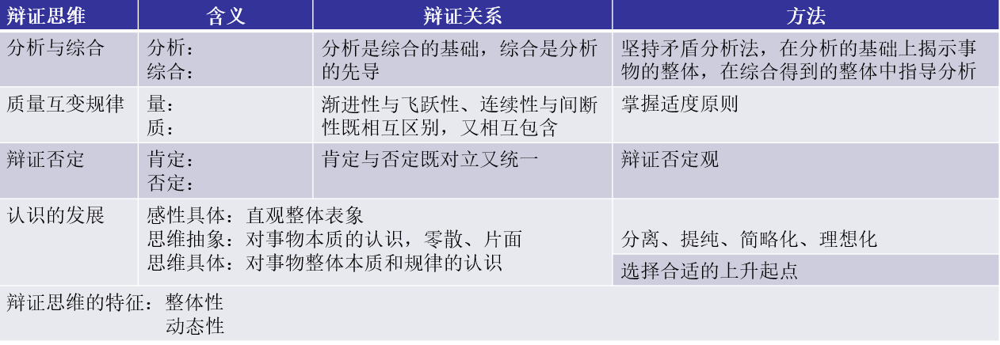 辩证思维 含义 辩证关系 方法
分析与综合 分析： 分析是综合的基础，综合是分析 坚持矛盾分析法，在分析的基础上揭示事
综合： 的先导 物的整体，在综合得到的整体中指导分析
质量互变规律 量： 渐进性与飞跃性、连续性与间断 掌握适度原则
质： 性既相互区别，又相互包含
辩证否定 肯定： 肯定与否定既对立又统一 辩证否定观
否定：
认识的发展 感性具体：直观整体表象
思维抽象：对事物本质的认识，零散、片面 分离、提纯、简略化、理想化
思维具体：对事物整体本质和规律的认识 选择合适的上升起点
辩证思维的特征：整体性
动态性